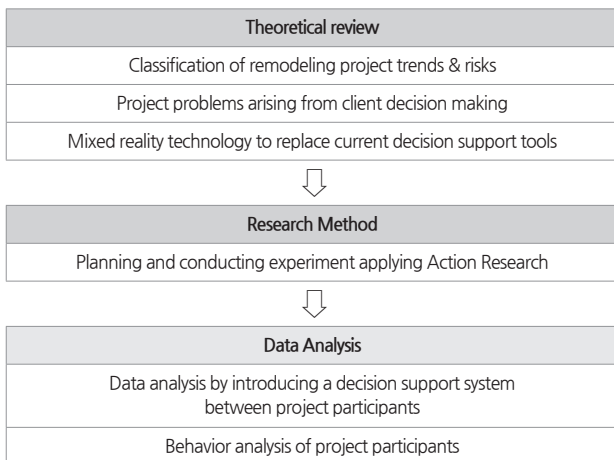 Theoretical review
Classification of remodeling project trends & risks
Project problems arising from client decision making
Mixed reality technology to replace current decision support tools
Research Method
Planning and conducting experiment applying Action Research
Data Analysis
Data analysis by introducing a decision support system
between project participants
Behavior analysis of project participants